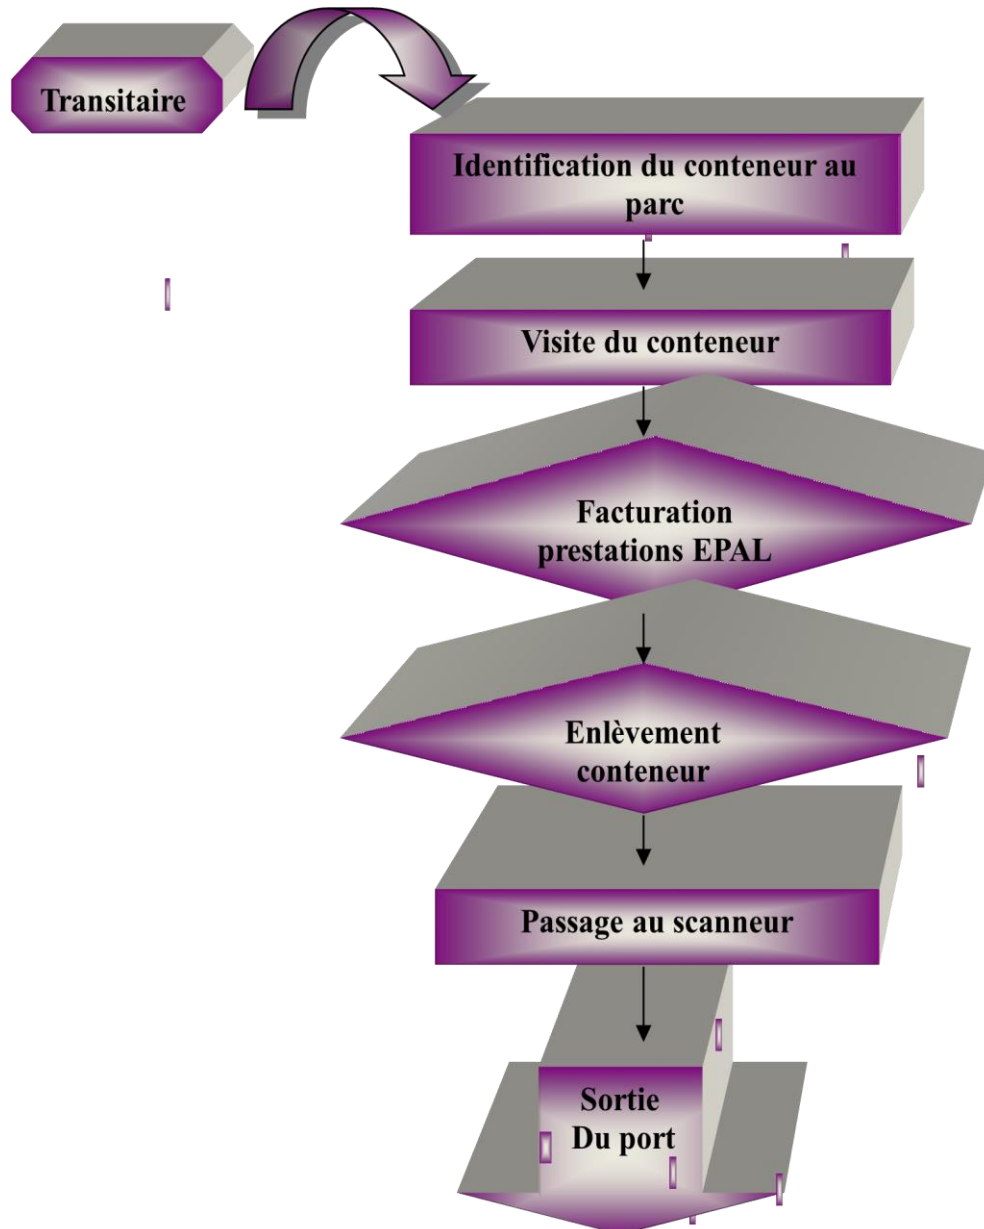 Transitaire
Identification du conteneur au
parc
Visite du conteneur
Facturation
prestations EPAL
Enlèvement
conteneur
Passage au scanneur
Sortie
Du port